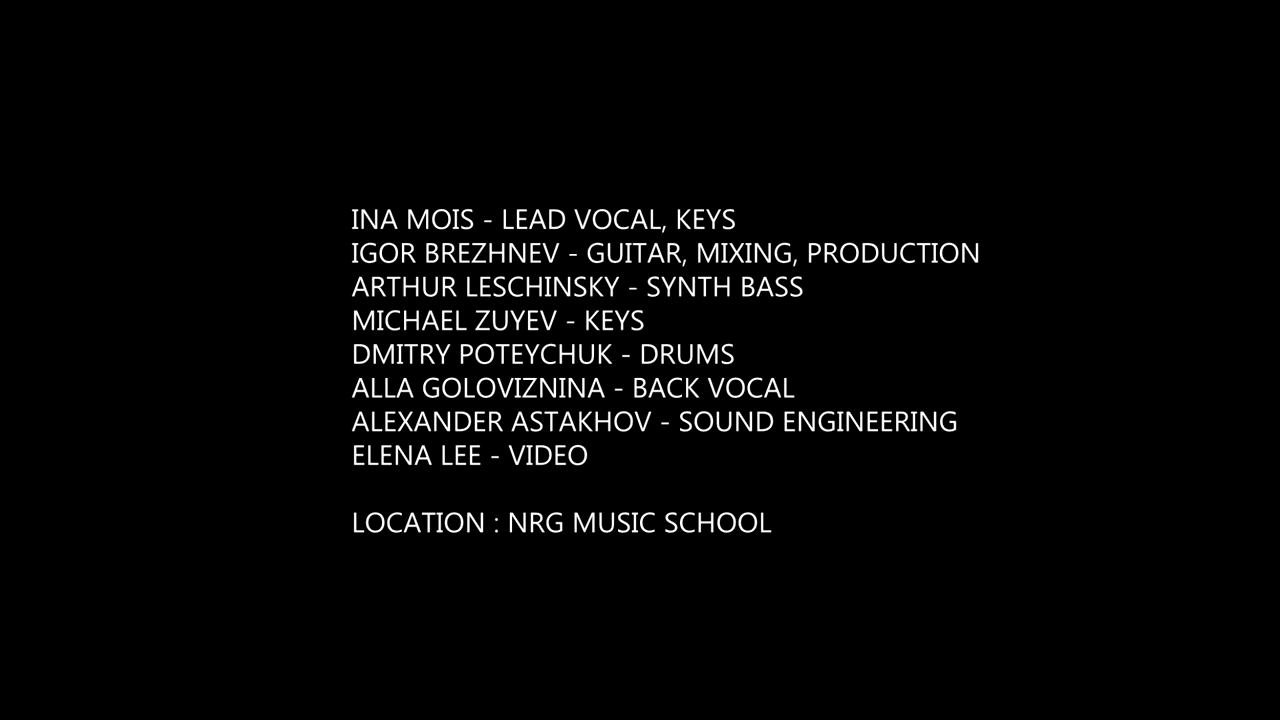 INA MOIS - LEAD VOCAL, KEYS
IGOR BREZHNEV - GUITAR, MIXING, PRODUCTION
ARTHUR LESCHINSKY - SYNTH BASS
MICHAEL ZUYEV - KEYS
DMITRY POTEYCHUK - DRUMS
ALLA GOLOVIZNINA - BACK VOCAL
ALEXANDER ASTAKHOV - SOUND ENGINEERING
ELENA LEE - VIDEO
LOCATION : NRG MUSIC SCHOOL